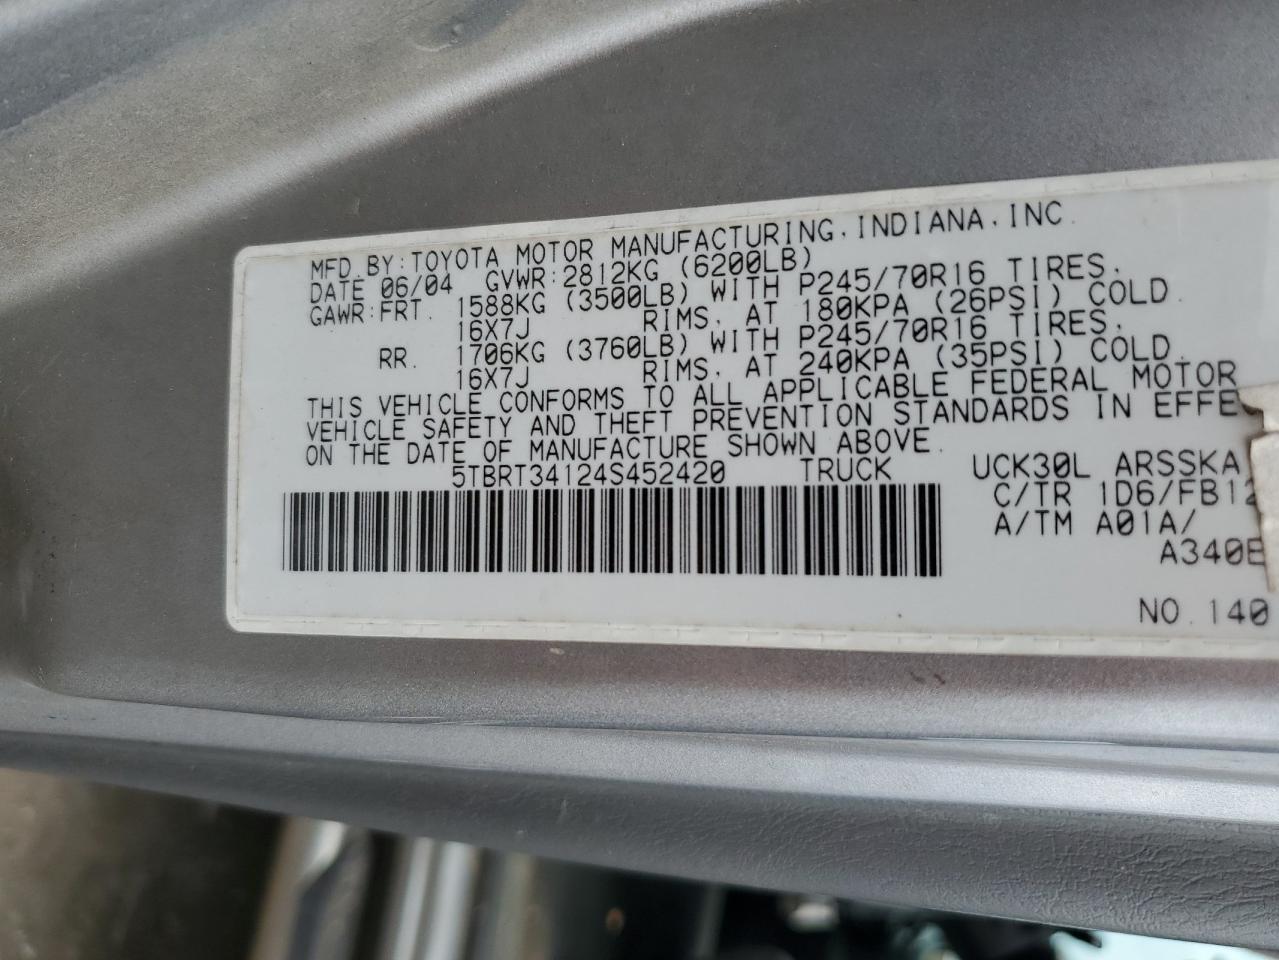 MFD.BY:TOYOTA MOTOR MANUFACTURING.INDIANA.INC.
DATE 06/04 GVWR:2812KG (6200LB)
GAWR:FRT. 1588KG (3500LB) WITH P245/70R16 TIRES.
16X7J RIMS. AT 180KPA (26PSI) COLD.
RR. 1706KG (3760LB) WITH P245/70R16 TIRES.
16X7J RIMS. AT 240KPA (35PSI) COLD.
THIS VEHICLE CONFORMS TO ALL APPLICABLE FEDERAL MOTOR
VEHICLE SAFETY AND THEFT PREVENTION STANDARDS IN EFFE
ON THE DATE OF MANUFACTURE SHOWN ABOVE.
5TBRT34124S452420 TRUCK UCK30L ARSSKA
C/TR 1D6/FB12
A/TM A01A/
A340E
NO.140